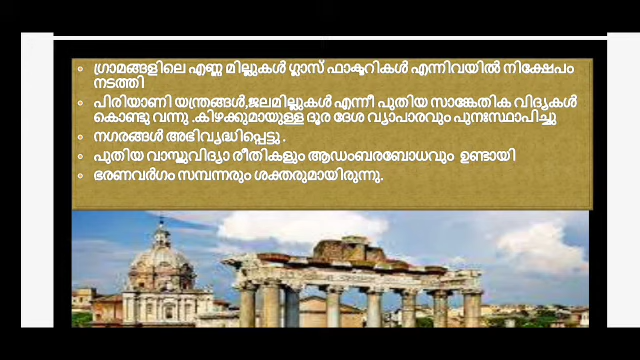 ഗ്രാമങ്ങളിലെ എണ്ണ മില്ലുകൾ ഗ്ലാസ് ഫാക്ടറികൾ എന്നിവയിൽ നിക്ഷേപം
നടത്തി
പിരിയാണി യന്ത്രങ്ങൾ,ജലമില്ലുകൾ എന്നീ പുതിയ സാങ്കേതിക വിദ്യകൾ
കൊണ്ടു വന്നു .കിഴക്കുമായുള്ള ദൂര ദേശ വ്യാപാരവും പുനഃസ്ഥാപിച്ചു
നഗരങ്ങൾ അഭിവൃദ്ധിപ്പെട്ടു .
പുതിയ വാസ്തുവിദ്യാ രീതികളും ആഡംബരബോധവും ഉണ്ടായി
ഭരണവർഗം സമ്പന്നരും ശക്തരുമായിരുന്നു.